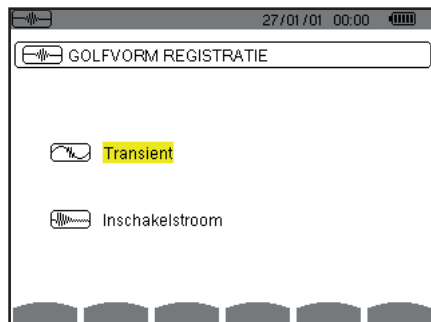 27/01/01 00:00
GOLFVORM REGISTRATIE
Transient
Inschakelstroom